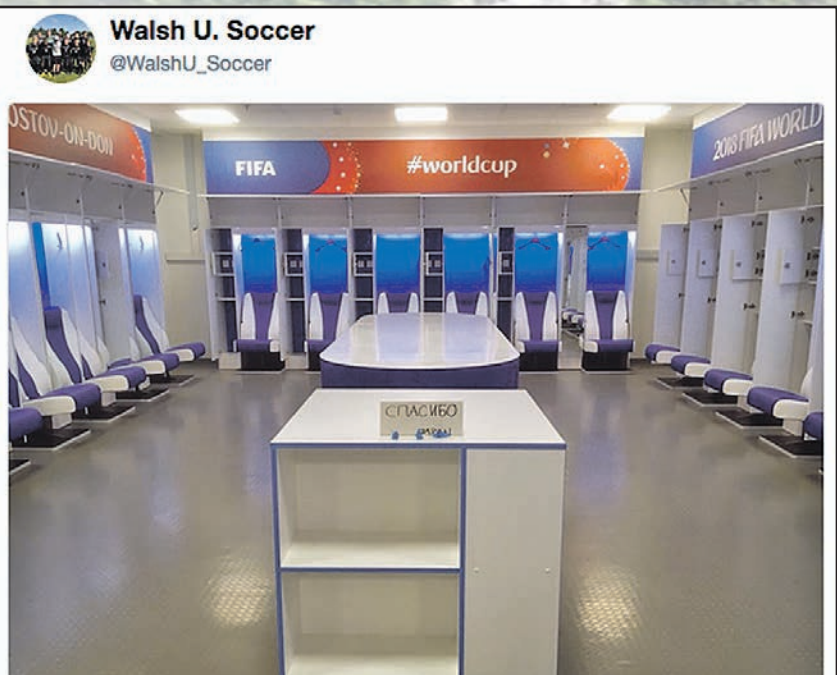 Walsh U. Soccer
@WalshU_Soccer
OSTOV-ON-DON
FIFA
#worldcup
2018 FIFA WORLD
СПАСИБО